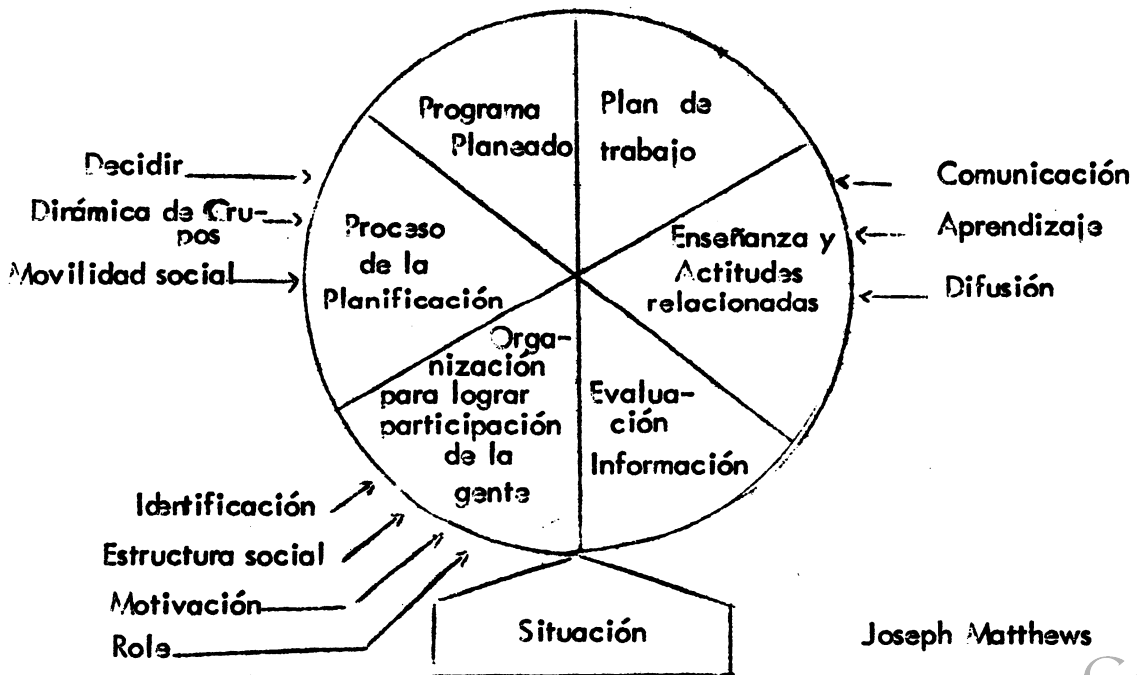 Programa
Planeado
Plan de
trabajo
Decidir
Dinámica de Gru-
pos
Movilidad social
Proceso
de la
Planificación
Enseñanza y
Actitudes
relacionadas
Comunicación
Aprendizaje
Difusión
Orga-
nización
para lograr
participación
de la
gente
Evalua-
ción
Información
Identificación
Estructura social
Motivación
Role
Situación
Joseph Matthews